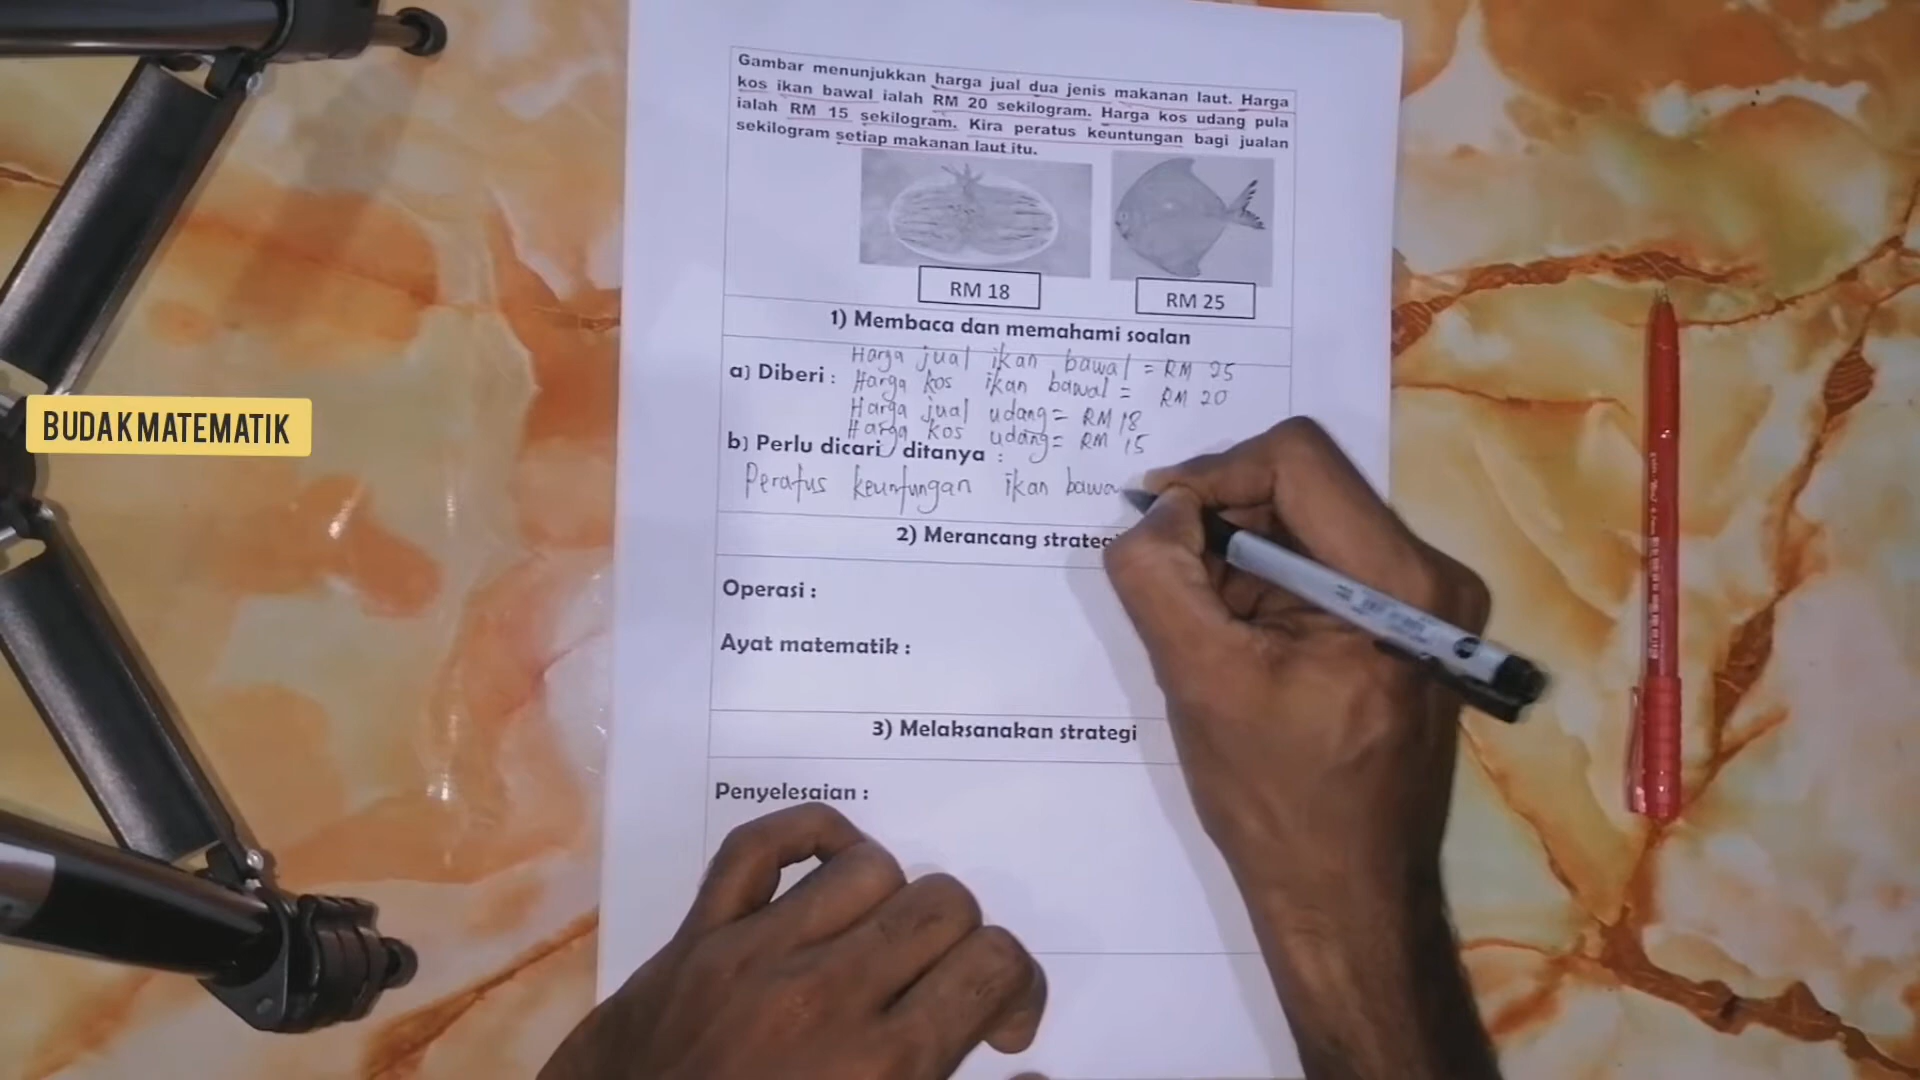 Gambar menunjukkan harga jual dua jenis makanan laut. Harga
kos ikan bawal ialah RM 20 sekilogram. Harga kos udang pula
ialah RM 15 sekilogram. Kira peratus keuntungan bagi jualan
sekilogram setiap makanan laut itu.
RM 18
RM 25
1) Membaca dan memahami soalan
Harga jual ikan bawal = RM 25
a) Diberi : Harga kos ikan bawal = RM 20
Harga jual udang = RM 18
Harga kos udang = RM 15
b) Perlu dicari/ ditanya :
Peratus keuntungan ikan bawa
2) Merancang strategi
Operasi :
Ayat matematik :
3) Melaksanakan strategi
Penyelesaian :
BUDAK MATEMATIK